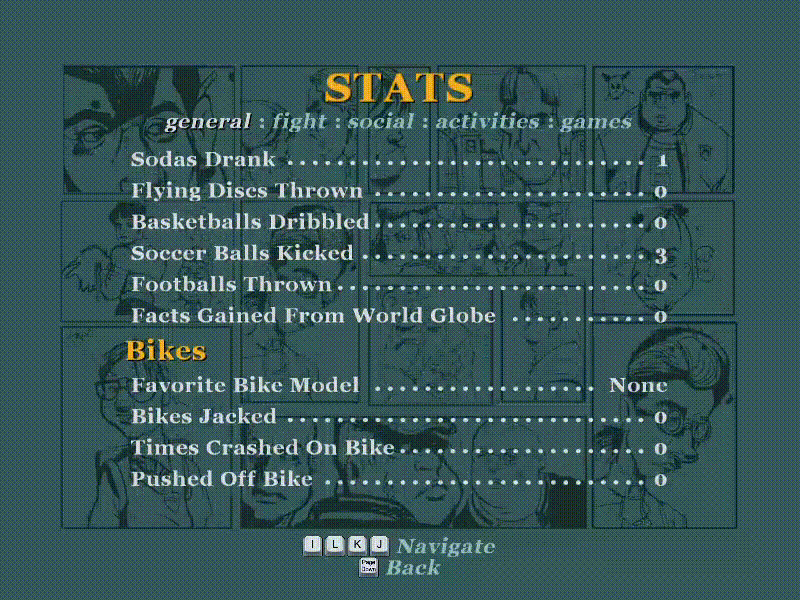 STATS
general : fight : social : activities : games
Sodas Drank ........................................ 1
Flying Discs Thrown ............................... 0
Basketballs Dribbled............................... 0
Soccer Balls Kicked ............................... 3
Footballs Thrown................................... 0
Facts Gained From World Globe ........... 0
Bikes
Favorite Bike Model ................... None
Bikes Jacked ........................................ 0
Times Crashed On Bike............................ 0
Pushed Off Bike ................................... 0
I L K J Navigate
Page Down Back